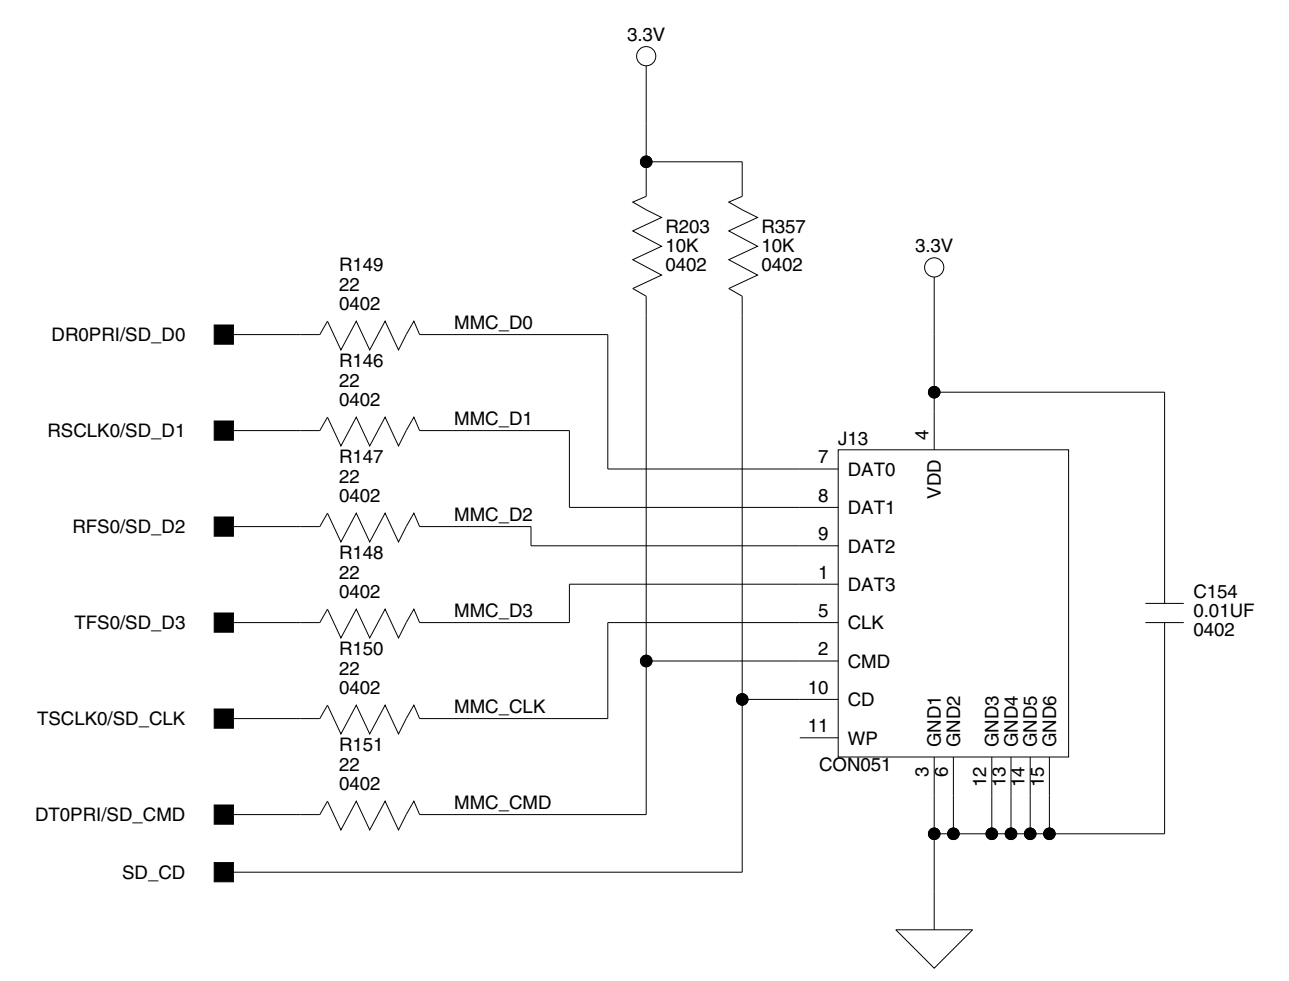 3.3V
R203
10K
0402
R357
10K
0402
3.3V
R149
22
0402
DR0PRI/SD_D0
MMC_D0
R146
22
0402
RSCLK0/SD_D1
MMC_D1
R147
22
0402
RFS0/SD_D2
MMC_D2
R148
22
0402
TFS0/SD_D3
MMC_D3
R150
22
0402
TSCLK0/SD_CLK
MMC_CLK
R151
22
0402
DT0PRI/SD_CMD
MMC_CMD
SD_CD
J13
4
VDD
7 DAT0
8 DAT1
9 DAT2
1 DAT3
5 CLK
2 CMD
10 CD
11 WP
CON051
GND1
GND2
GND3
GND4
GND5
GND6
3
6
12
13
14
15
C154
0.01UF
0402